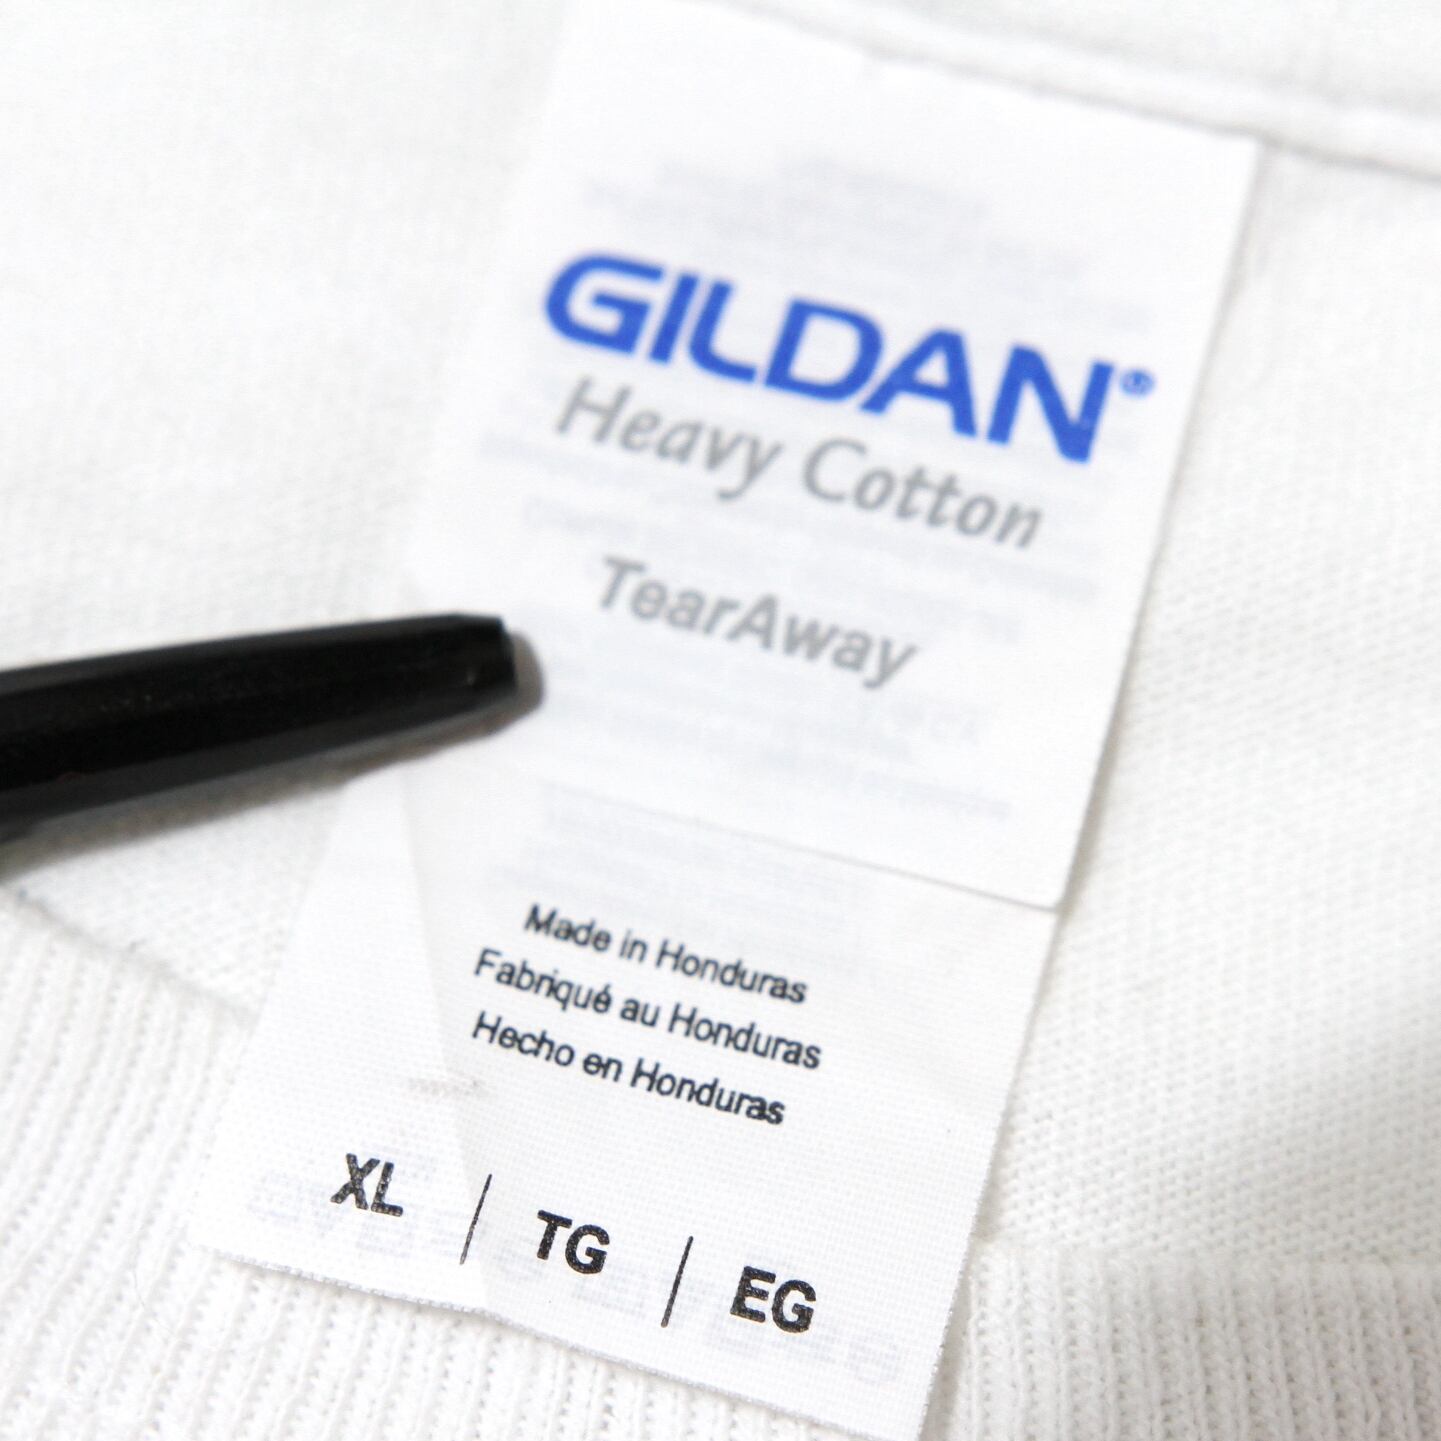 GILDAN®
Heavy Cotton
TearAway
Made in Honduras
Fabriqué au Honduras
Hecho en Honduras
XL | TG | EG